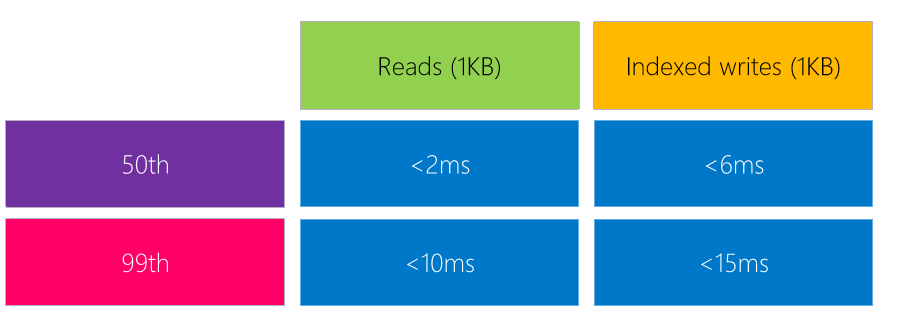 Reads (1KB)
Indexed writes (1KB)
50th
<2ms
<6ms
99th
<10ms
<15ms